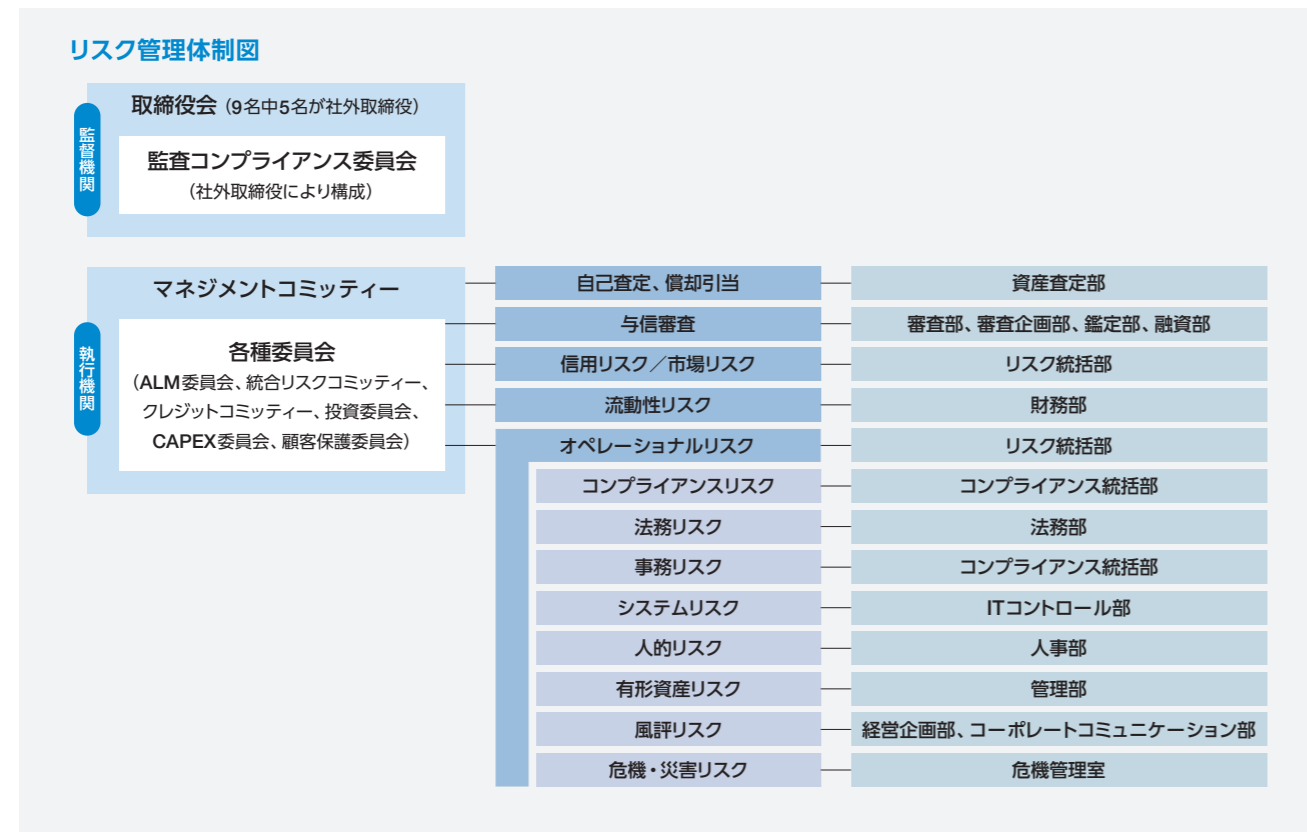 リスク管理体制図
監督機関
取締役会（9名中5名が社外取締役）
監査コンプライアンス委員会
（社外取締役により構成）
執行機関
マネジメントコミッティー
各種委員会
（ALM委員会、統合リスクコミッティー、
クレジットコミッティー、投資委員会、
CAPEX委員会、顧客保護委員会）
自己査定、償却引当 資産査定部
与信審査 審査部、審査企画部、鑑定部、融資部
信用リスク／市場リスク リスク統括部
流動性リスク 財務部
オペレーショナルリスク リスク統括部
コンプライアンスリスク コンプライアンス統括部
法務リスク 法務部
事務リスク コンプライアンス統括部
システムリスク ITコントロール部
人的リスク 人事部
有形資産リスク 管理部
風評リスク 経営企画部、コーポレートコミュニケーション部
危機・災害リスク 危機管理室